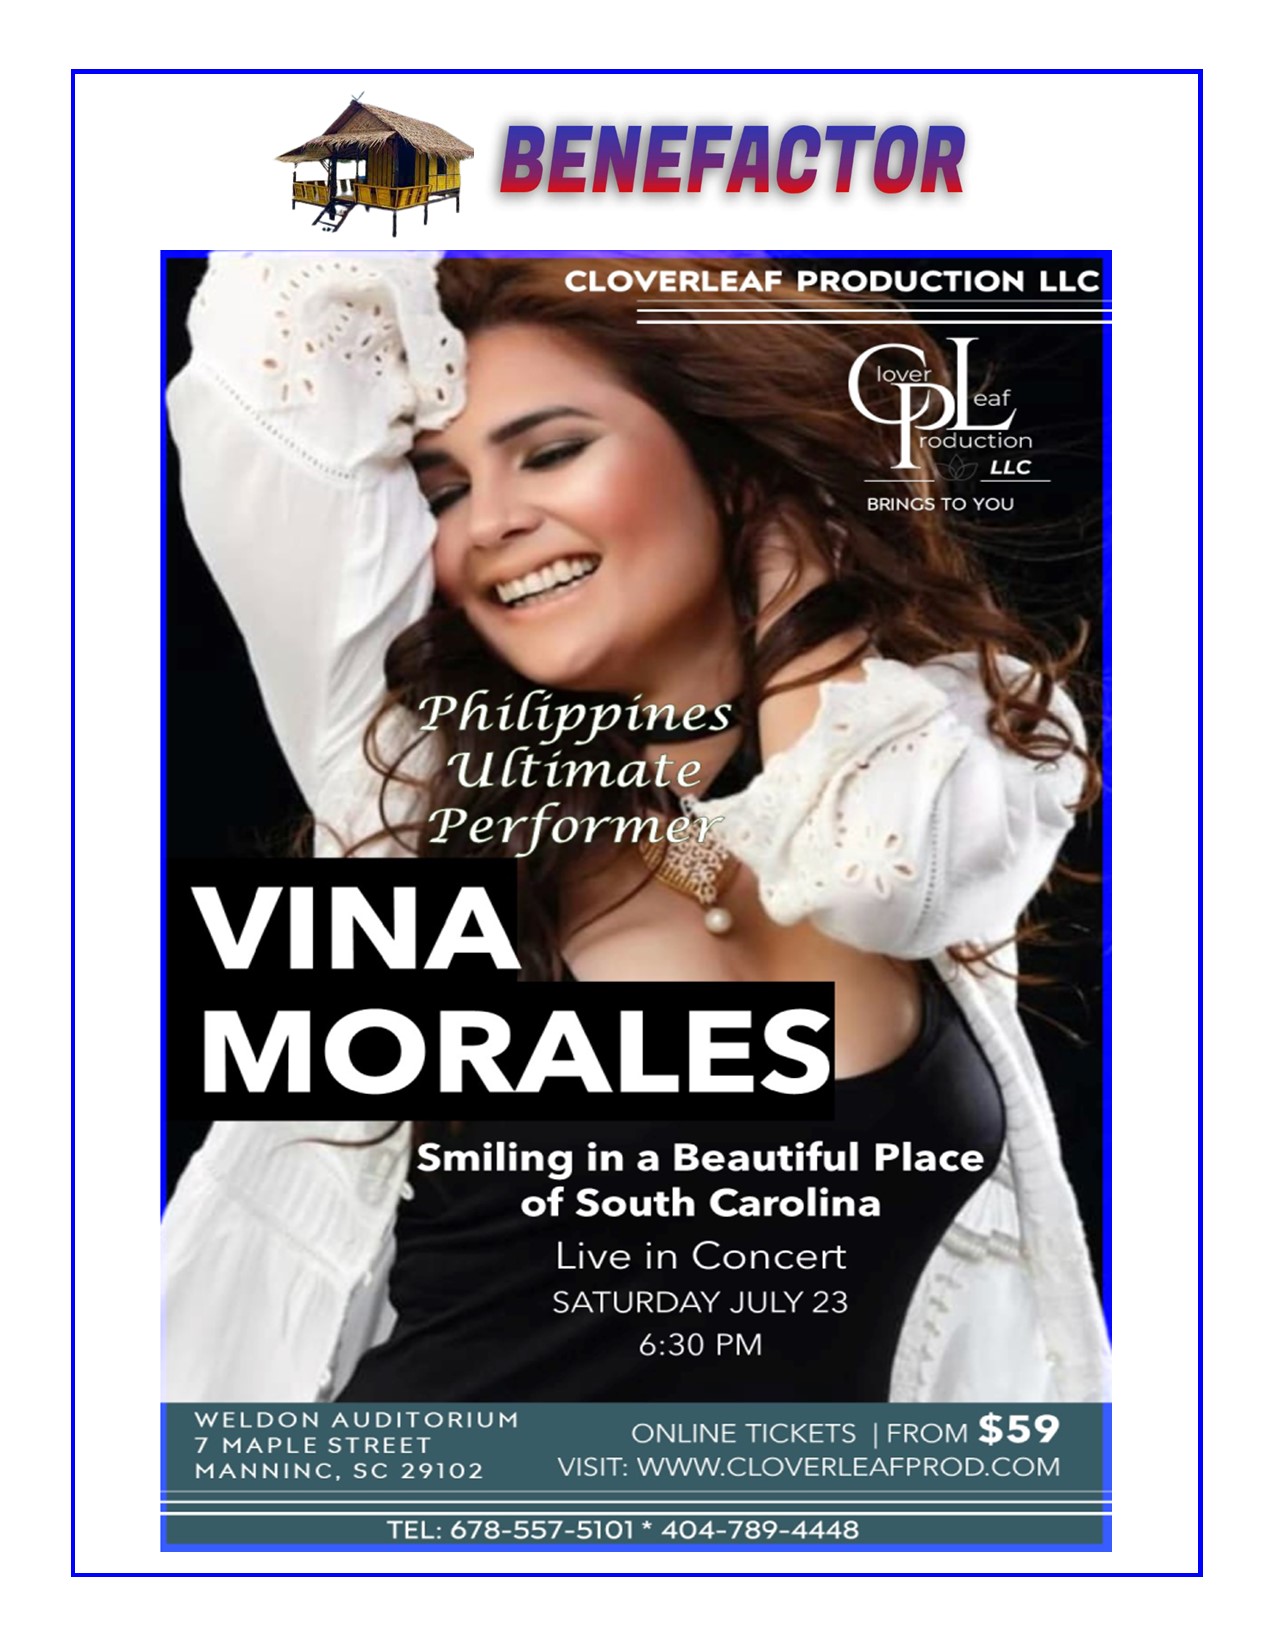 BENEFACTOR
CLOVERLEAF PRODUCTION LLC
Clover
Leaf
Production
LLC
BRINGS TO YOU
Philippines
Ultimate
Performer
VINA
MORALES
Smiling in a Beautiful Place
of South Carolina
Live in Concert
SATURDAY JULY 23
6:30 PM
WELDON AUDITORIUM
7 MAPLE STREET
MANNINC, SC 29102
ONLINE TICKETS | FROM $59
VISIT: WWW.CLOVERLEAFPROD.COM
TEL: 678-557-5101 * 404-789-4448